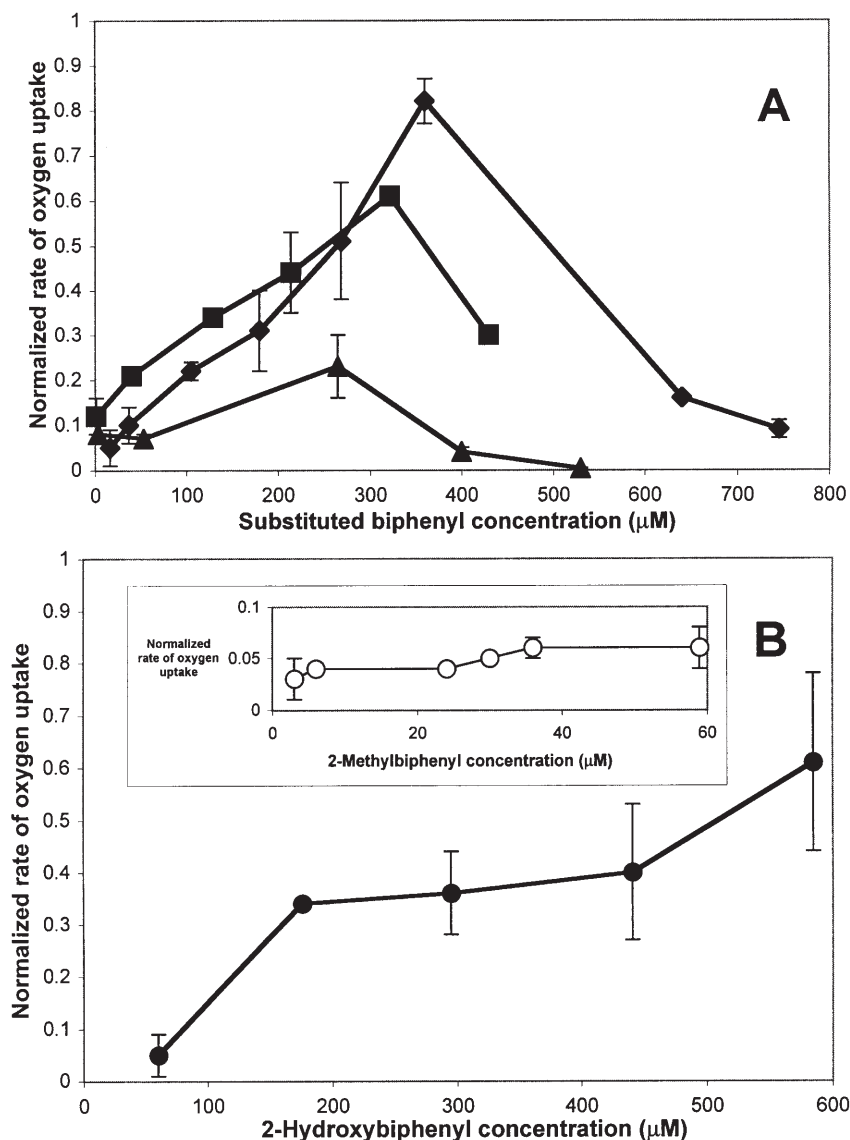 1
0.9
0.8
0.7
0.6
0.5
0.4
0.3
0.2
0.1
0
Normalized rate of oxygen uptake
A
0 100 200 300 400 500 600 700 800
Substituted biphenyl concentration (μM)
1
0.9
0.8
0.7
0.6
0.5
0.4
0.3
0.2
0.1
0
Normalized rate of oxygen uptake
B
0.1
0.05
0
Normalized
rate of oxygen
uptake
0 20 40 60
2-Methylbiphenyl concentration (μM)
0 100 200 300 400 500 600
2-Hydroxybiphenyl concentration (μM)